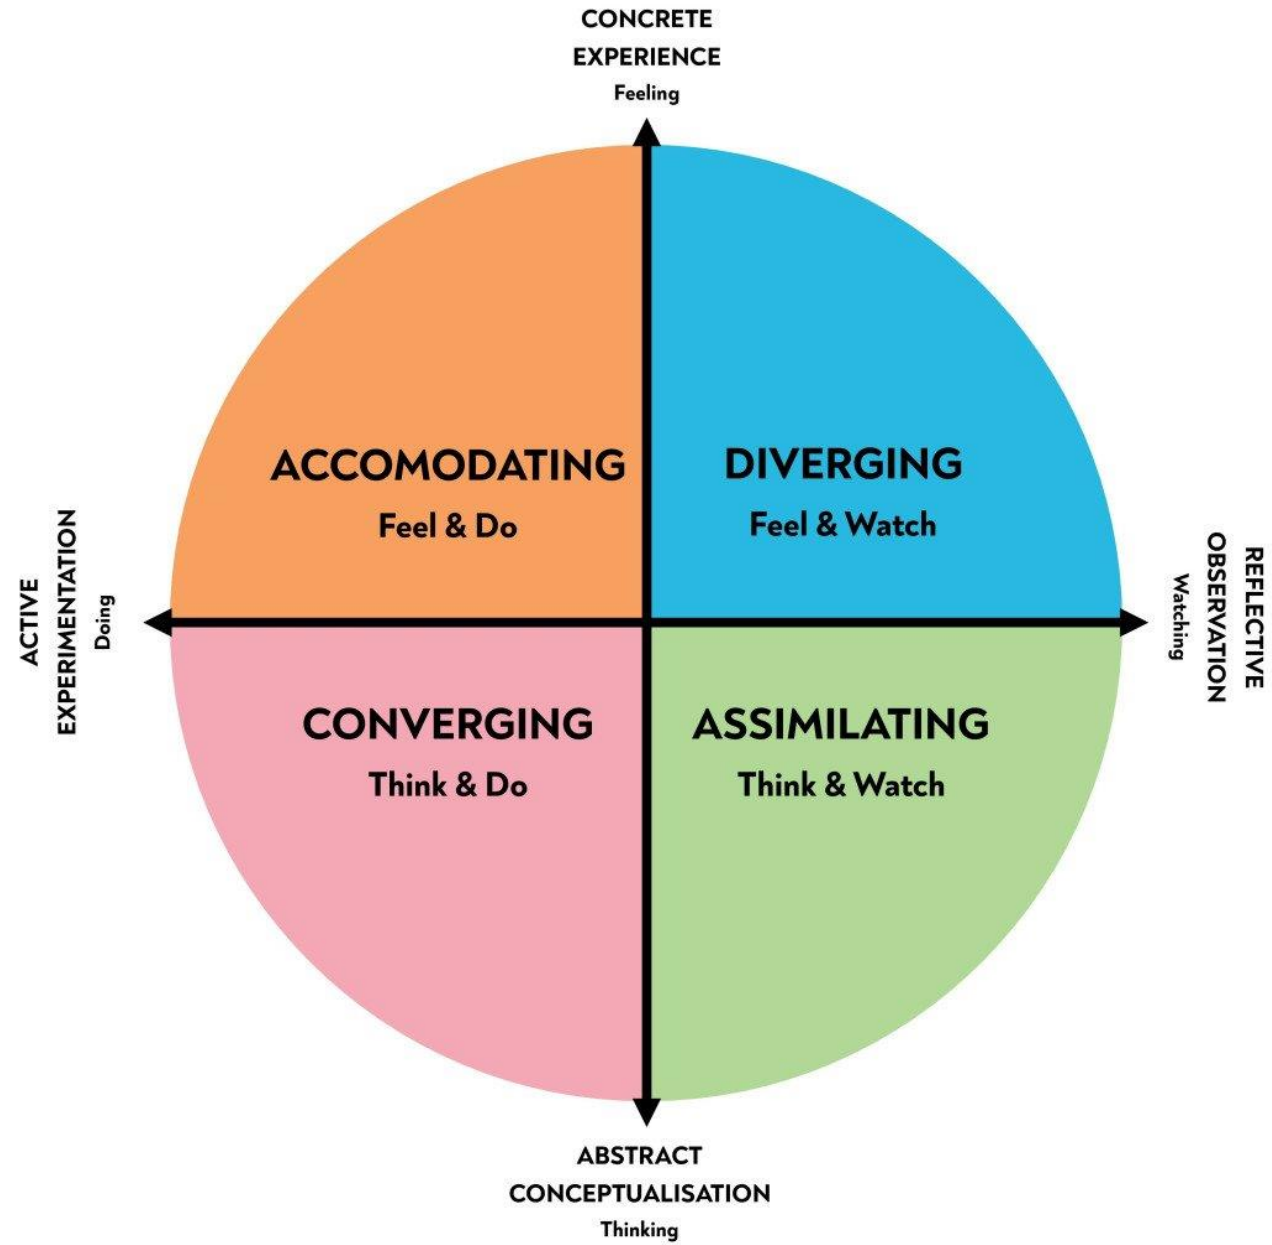 CONCRETE
EXPERIENCE
Feeling
ACCOMODATING
Feel & Do
DIVERGING
Feel & Watch
ACTIVE
EXPERIMENTATION
Doing
REFLECTIVE
OBSERVATION
Watching
CONVERGING
Think & Do
ASSIMILATING
Think & Watch
ABSTRACT
CONCEPTUALISATION
Thinking